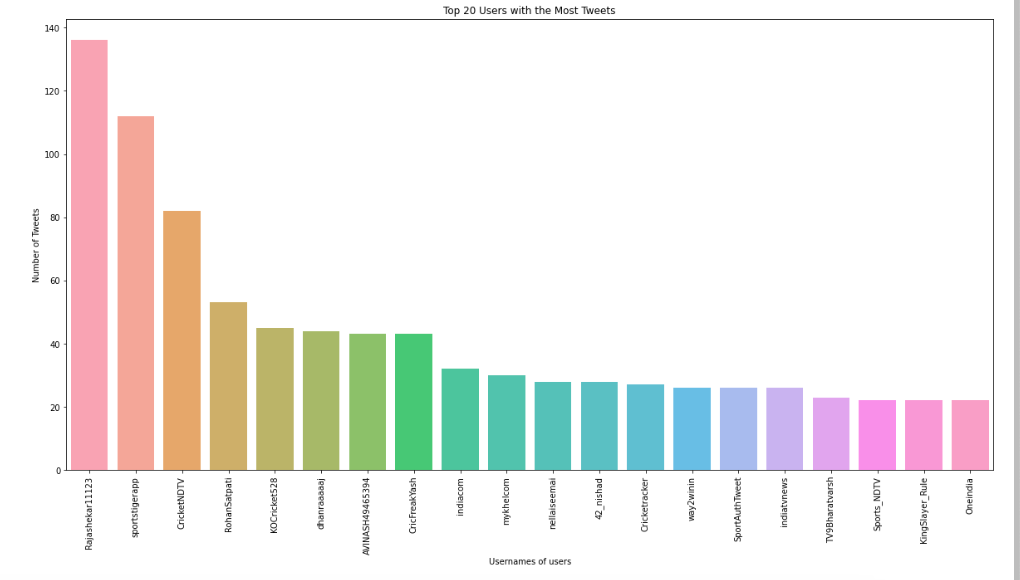 Top 20 Users with the Most Tweets
140
120
100
80
60
40
20
0
Number of Tweets
Rajashekar11123
sportstigerapp
CricketNDTV
RohanSatpati
KOCricket528
dhanraaaaaj
AVINASH49465394
CricFreakYash
indiacom
mykhelcom
nellaiseemai
42_nishad
Cricketracker
way2winin
SportAuthTweet
indiatvnews
TV9Bharatvarsh
Sports_NDTV
KingSlayer_Rule
Oneindia
Usernames of users